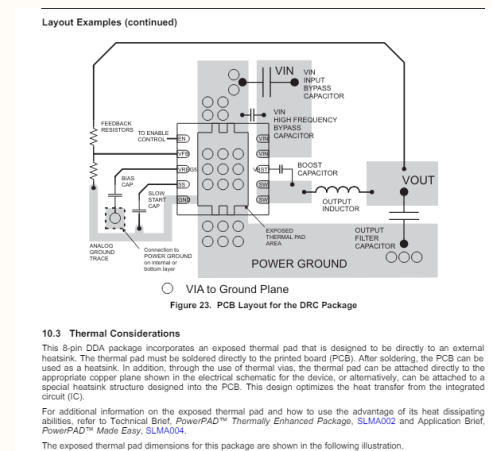 Layout Examples (continued)
VIN
VIN
INPUT
BYPASS
CAPACITOR
VIN
HIGH FREQUENCY
BYPASS
CAPACITOR
FEEDBACK
RESISTORS
TO ENABLE
CONTROL
EN
VIN
VFB
VIN
VREG5
VBST
BOOST
CAPACITOR
SS
SW
GND
SW
BIAS
CAP
SLOW
START
CAP
VOUT
OUTPUT
INDUCTOR
EXPOSED
THERMAL PAD
AREA
OUTPUT
FILTER
CAPACITOR
ANALOG
GROUND
TRACE
Connection to
POWER GROUND
on internal or
bottom layer
POWER GROUND
VIA to Ground Plane
Figure 23. PCB Layout for the DRC Package
10.3 Thermal Considerations
This 8-pin DDA package incorporates an exposed thermal pad that is designed to be directly to an external
heatsink. The thermal pad must be soldered directly to the printed board (PCB). After soldering, the PCB can be
used as a heatsink. In addition, through the use of thermal vias, the thermal pad can be attached directly to the
appropriate copper plane shown in the electrical schematic for the device, or alternatively, can be attached to a
special heatsink structure designed into the PCB. This design optimizes the heat transfer from the integrated
circuit (IC).
For additional information on the exposed thermal pad and how to use the advantage of its heat dissipating
abilities, refer to Technical Brief, PowerPAD™ Thermally Enhanced Package, SLMA002 and Application Brief,
PowerPAD™ Made Easy, SLMA004.
The exposed thermal pad dimensions for this package are shown in the following illustration.